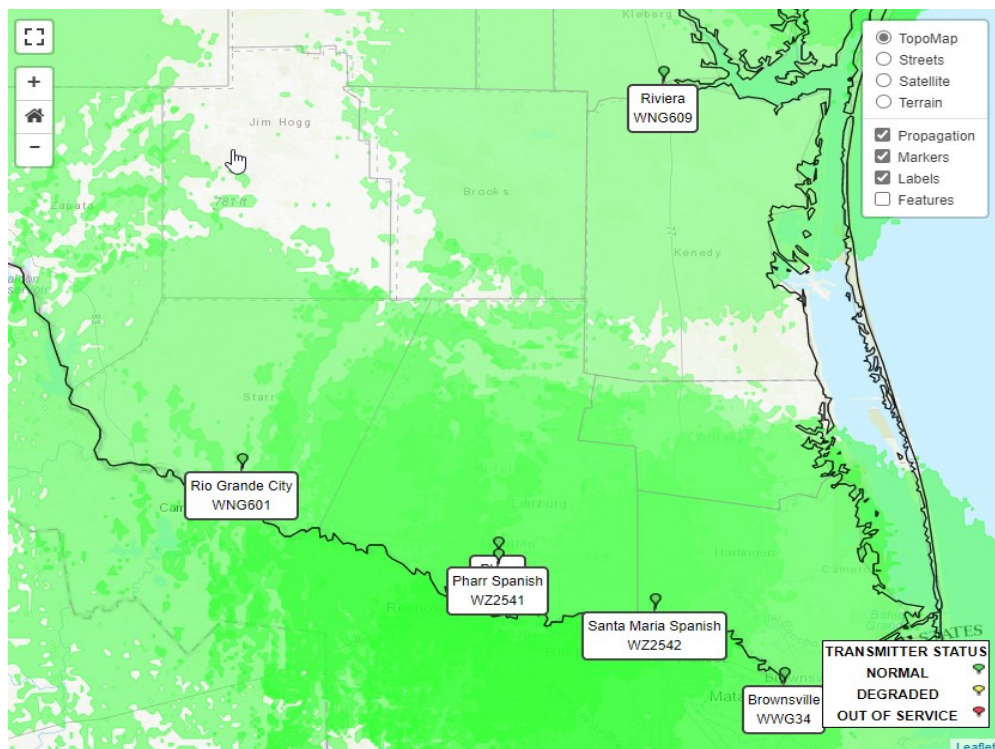 Kleberg
TopoMap
Streets
Satellite
Terrain
Propagation
Markers
Labels
Features
+
−
Riviera
WNG609
Jim Hogg
Brooks
781 ft
Zapata
Kenedy
Starr
Rio Grande City
WNG601
Edinburg
Harlingen
Pharr Spanish
WZ2541
Cameron
Santa Maria Spanish
WZ2542
STATES
Brownsville
WWG34
TRANSMITTER STATUS
NORMAL
DEGRADED
OUT OF SERVICE
Leaflet